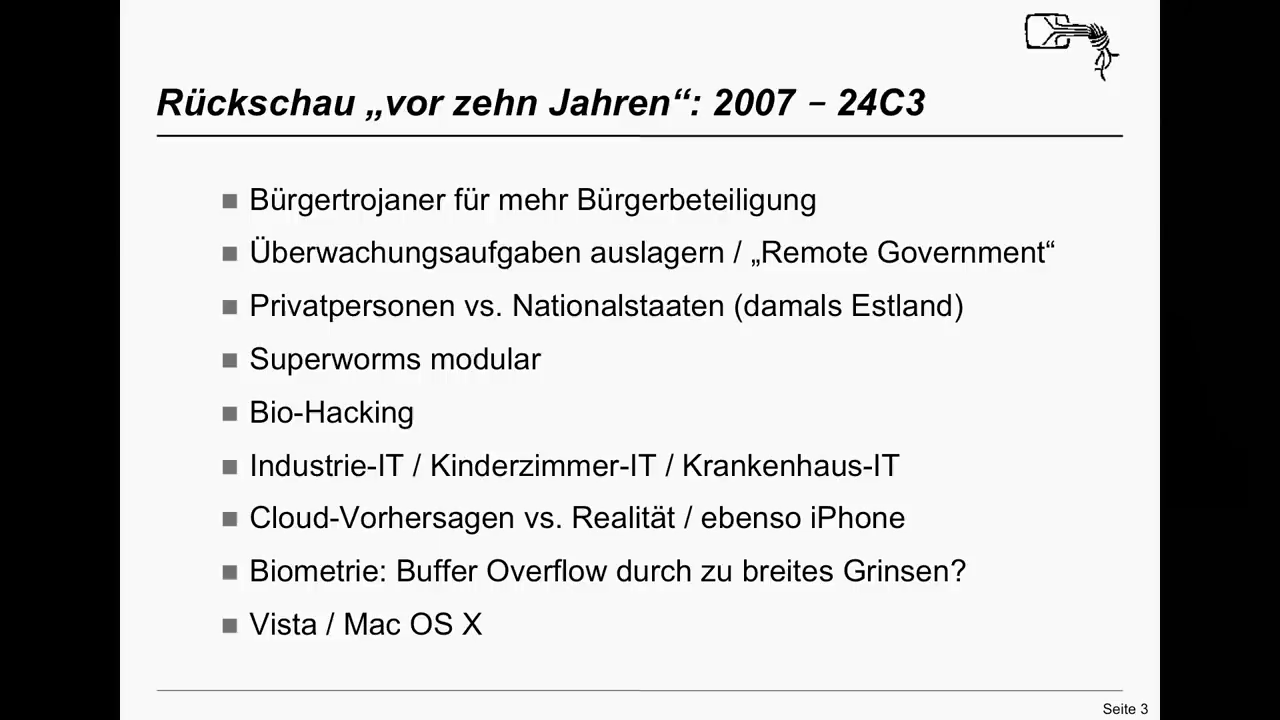 Rückschau „vor zehn Jahren“: 2007 – 24C3
Bürgertrojaner für mehr Bürgerbeteiligung
Überwachungsaufgaben auslagern / „Remote Government“
Privatpersonen vs. Nationalstaaten (damals Estland)
Superworms modular
Bio-Hacking
Industrie-IT / Kinderzimmer-IT / Krankenhaus-IT
Cloud-Vorhersagen vs. Realität / ebenso iPhone
Biometrie: Buffer Overflow durch zu breites Grinsen?
Vista / Mac OS X
Seite 3